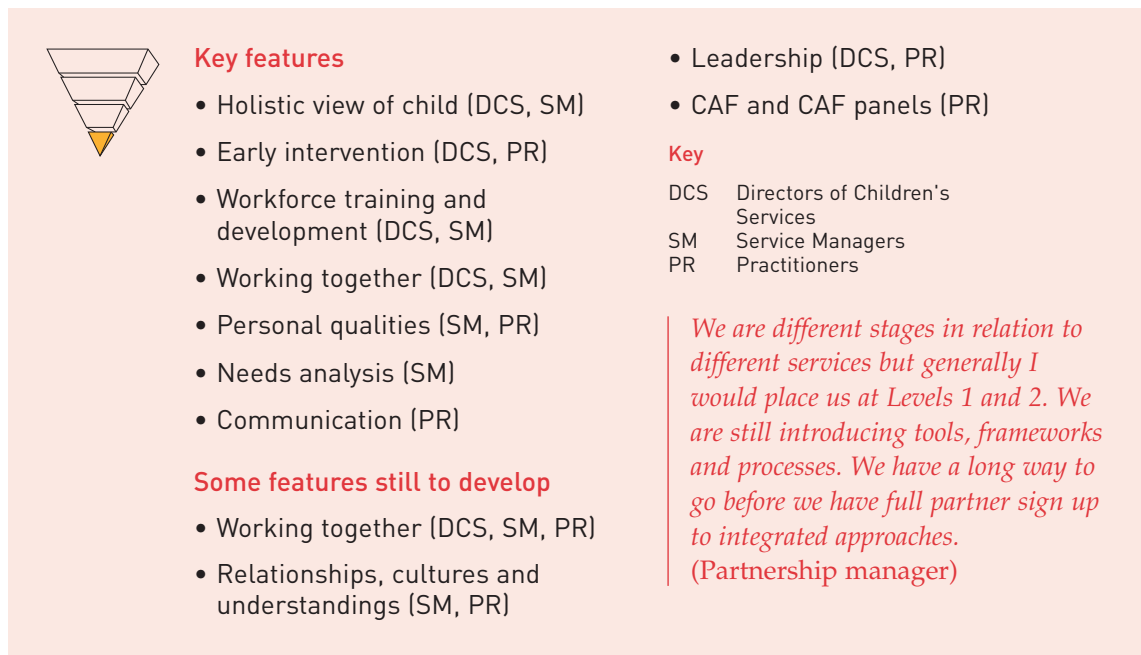 Key features
• Holistic view of child (DCS, SM)
• Early intervention (DCS, PR)
• Workforce training and
development (DCS, SM)
• Working together (DCS, SM)
• Personal qualities (SM, PR)
• Needs analysis (SM)
• Communication (PR)
Some features still to develop
• Working together (DCS, SM, PR)
• Relationships, cultures and
understandings (SM, PR)
• Leadership (DCS, PR)
• CAF and CAF panels (PR)
Key
DCS Directors of Children's
Services
SM Service Managers
PR Practitioners
We are different stages in relation to
different services but generally I
would place us at Levels 1 and 2. We
are still introducing tools, frameworks
and processes. We have a long way to
go before we have full partner sign up
to integrated approaches.
(Partnership manager)